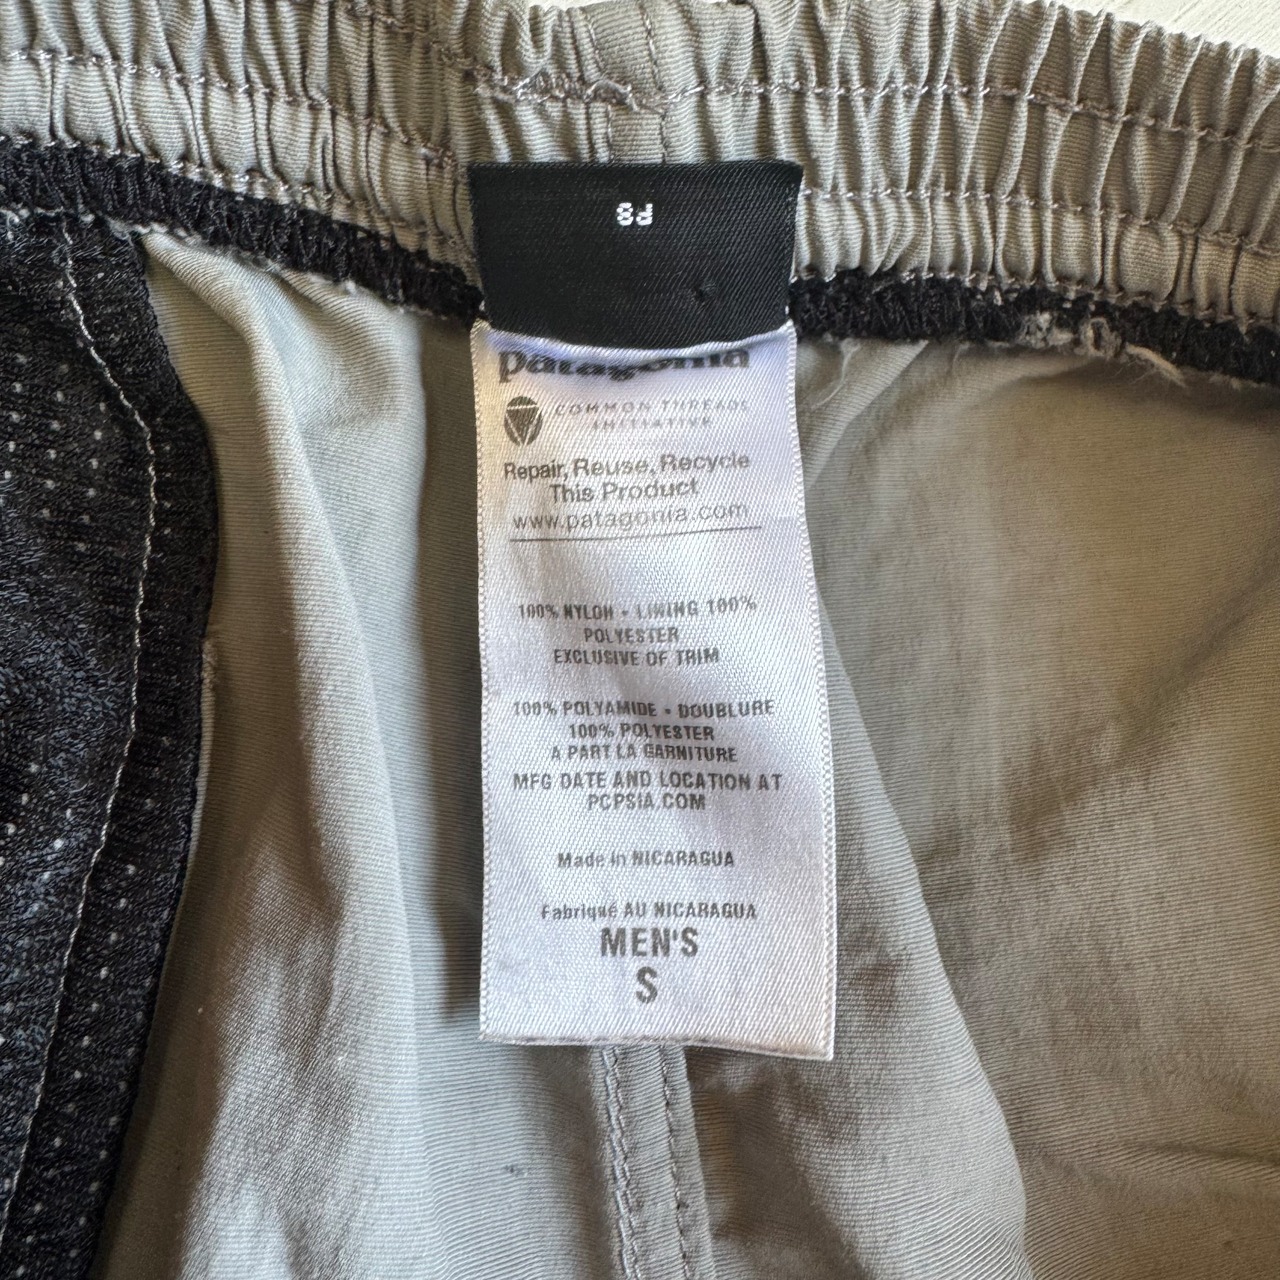 P8
patagonia
COMMON THREADS
INITIATIVE
Repair, Reuse, Recycle
This Product
www.patagonia.com
100% NYLON - LINING 100%
POLYESTER
EXCLUSIVE OF TRIM
100% POLYAMIDE - DOUBLURE
100% POLYESTER
A PART LA GARNITURE
MFG DATE AND LOCATION AT
PCPSIA.COM
Made in NICARAGUA
Fabriqué AU NICARAGUA
MEN'S
S